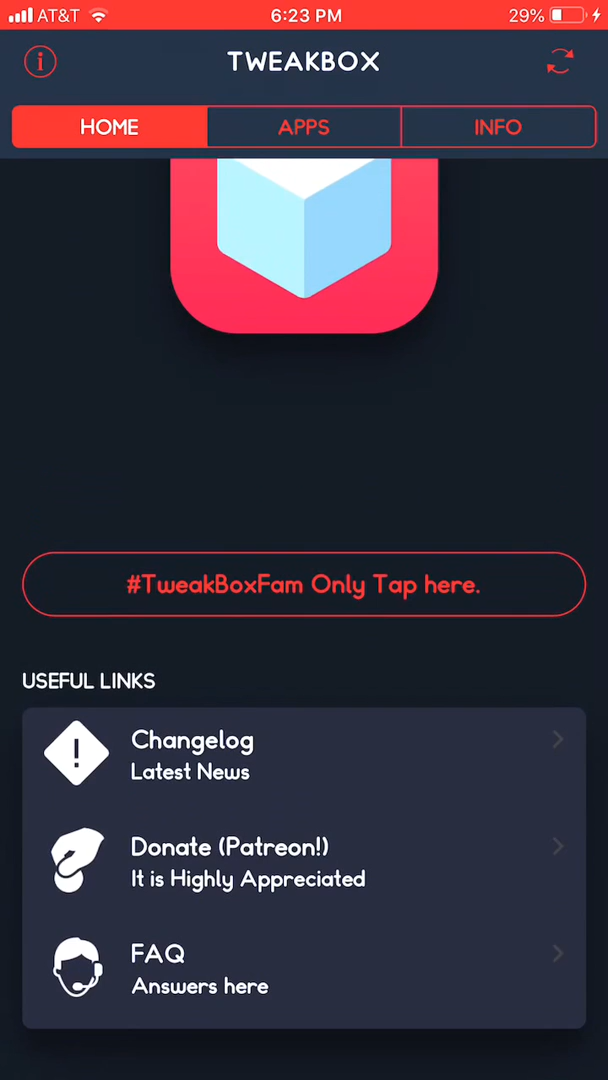 AT&T 6:23 PM 29%
i TWEAKBOX
HOME APPS INFO
#TweakBoxFam Only Tap here.
USEFUL LINKS
Changelog
Latest News
Donate (Patreon!)
It is Highly Appreciated
FAQ
Answers here